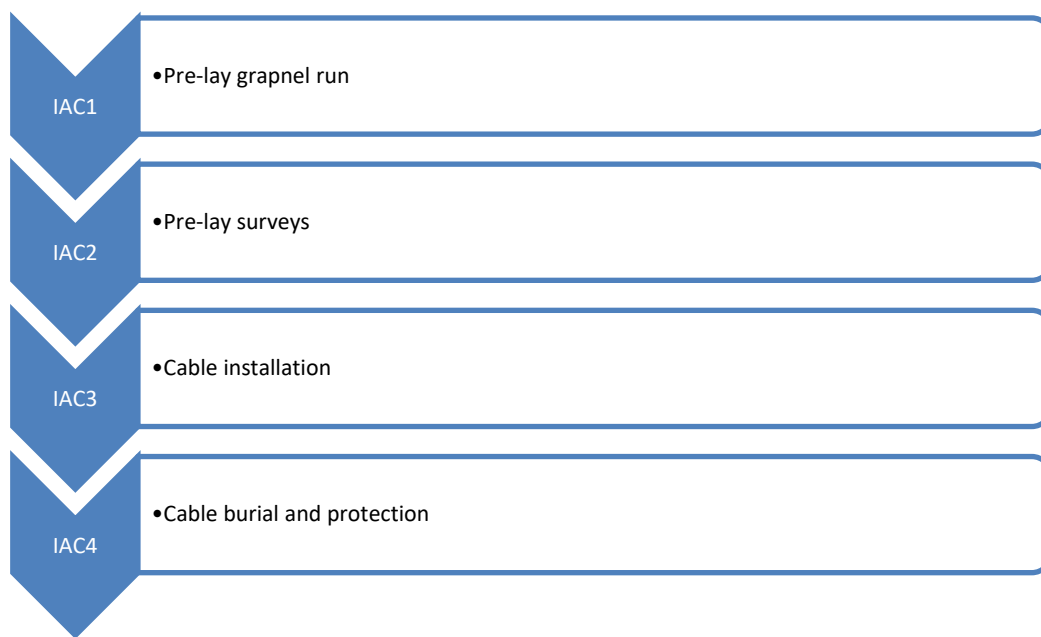 IAC1
•Pre-lay grapnel run
IAC2
•Pre-lay surveys
IAC3
•Cable installation
IAC4
•Cable burial and protection